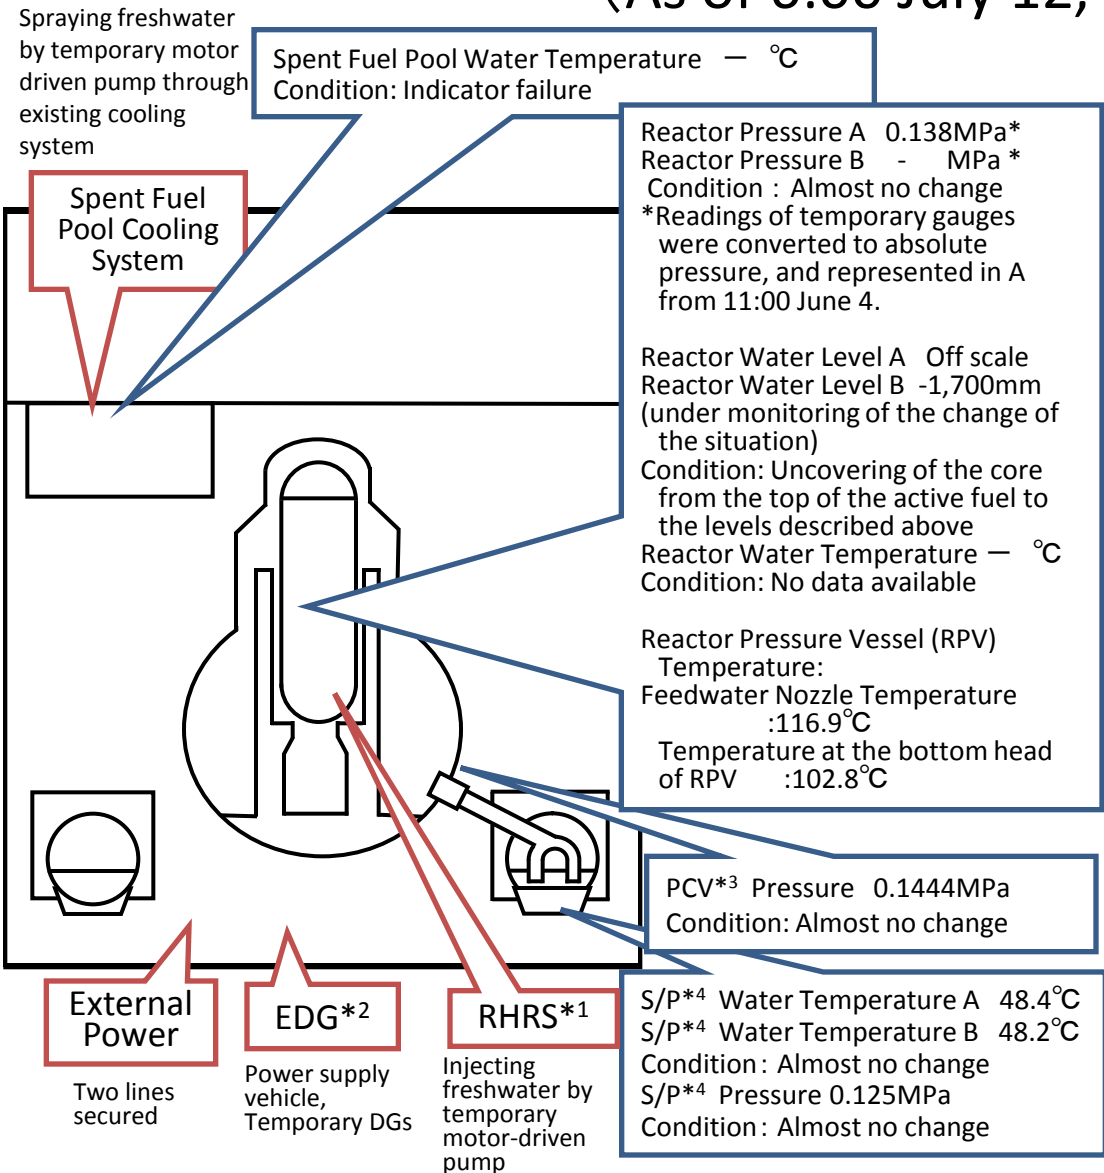 Spraying freshwater
by temporary motor
driven pump through
existing cooling
system
Spent Fuel Pool Water Temperature － ℃
Condition: Indicator failure
Spent Fuel
Pool Cooling
System
Reactor Pressure A 0.138MPa*
Reactor Pressure B - MPa *
Condition : Almost no change
*Readings of temporary gauges
were converted to absolute
pressure, and represented in A
from 11:00 June 4.
Reactor Water Level A Off scale
Reactor Water Level B -1,700mm
(under monitoring of the change of
the situation)
Condition: Uncovering of the core
from the top of the active fuel to
the levels described above
Reactor Water Temperature － ℃
Condition: No data available
Reactor Pressure Vessel (RPV)
Temperature:
Feedwater Nozzle Temperature
:116.9℃
Temperature at the bottom head
of RPV :102.8℃
PCV*3 Pressure 0.1444MPa
Condition: Almost no change
S/P*4 Water Temperature A 48.4℃
S/P*4 Water Temperature B 48.2℃
Condition : Almost no change
S/P*4 Pressure 0.125MPa
Condition : Almost no change
External
Power
Two lines
secured
EDG*2
Power supply
vehicle,
Temporary DGs
RHRS*1
Injecting
freshwater by
temporary
motor-driven
pump